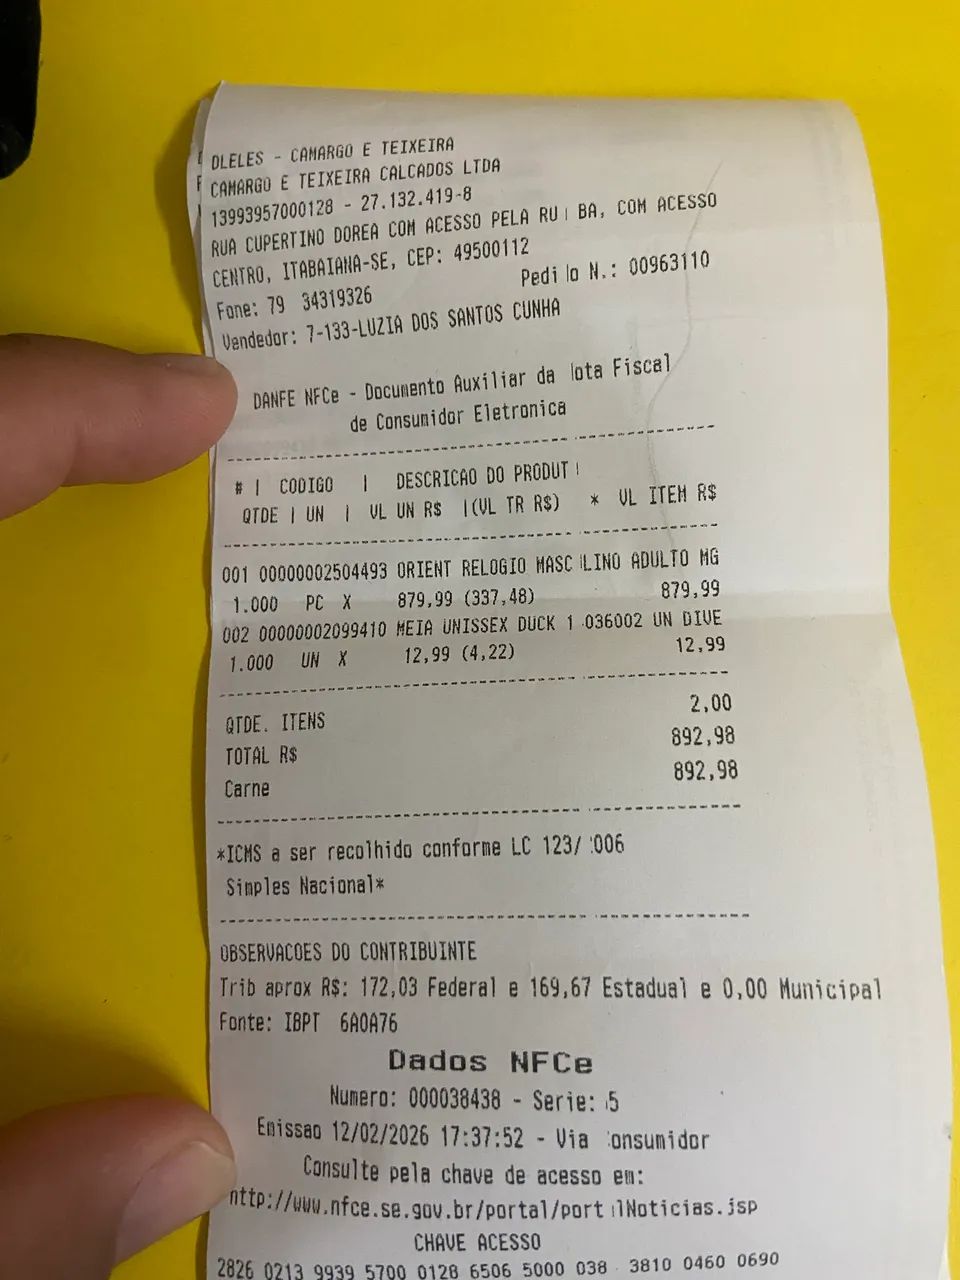 DLELES - CAMARGO E TEIXEIRA
CAMARGO E TEIXEIRA CALCADOS LTDA
13993957000128 - 27.132.419-8
RUA CUPERTINO DOREA COM ACESSO PELA RU BA, COM ACESSO
CENTRO, ITABAIANA-SE, CEP: 49500112
Fone: 79 34319326 Pedi lo N.: 00963110
Vendedor: 7-133-LUZIA DOS SANTOS CUNHA
DANFE NFCe - Documento Auxiliar da ota Fiscal
de Consumidor Eletronica
# | CODIGO | DESCRICAO DO PRODUT
QTDE | UN | VL UN R$ |(VL TR R$) * VL ITEM R$
001 00000002504493 ORIENT RELOGIO MASC LINO ADULTO MG
1.000 PC X 879,99 (337,48) 879,99
002 00000002099410 MEIA UNISSEX DUCK 1 036002 UN DIVE
1.000 UN X 12,99 (4,22) 12,99
QTDE. ITENS 2,00
TOTAL R$ 892,98
Carne 892,98
*ICMS a ser recolhido conforme LC 123/ 006
Simples Nacional*
OBSERVACOES DO CONTRIBUINTE
Trib aprox R$: 172,03 Federal e 169,67 Estadual e 0,00 Municipal
Fonte: IBPT 6A0A76
Dados NFCe
Numero: 000038438 - Serie: 5
Emissao 12/02/2026 17:37:52 - Via onsumidor
Consulte pela chave de acesso em:
http://www.nfce.se.gov.br/portal/port lNoticias.jsp
CHAVE ACESSO
2826 0213 9939 5700 0128 6506 5000 038 3810 0460 0690